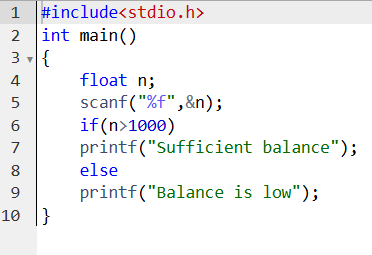 1 #include<stdio.h>
2 int main()
3 {
4     float n;
5     scanf("%f",&n);
6     if(n>1000)
7     printf("Sufficient balance");
8     else
9     printf("Balance is low");
10 }